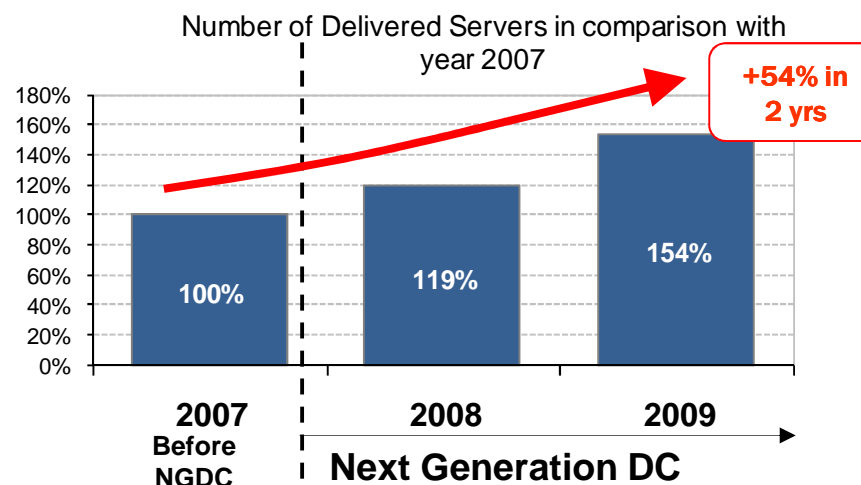 Number of Delivered Servers in comparison with
year 2007
+54% in
2 yrs
180%
160%
140%
120%
100%
80%
60%
40%
20%
0%
100%
119%
154%
2007
2008
2009
Before
NGDC
Next Generation DC